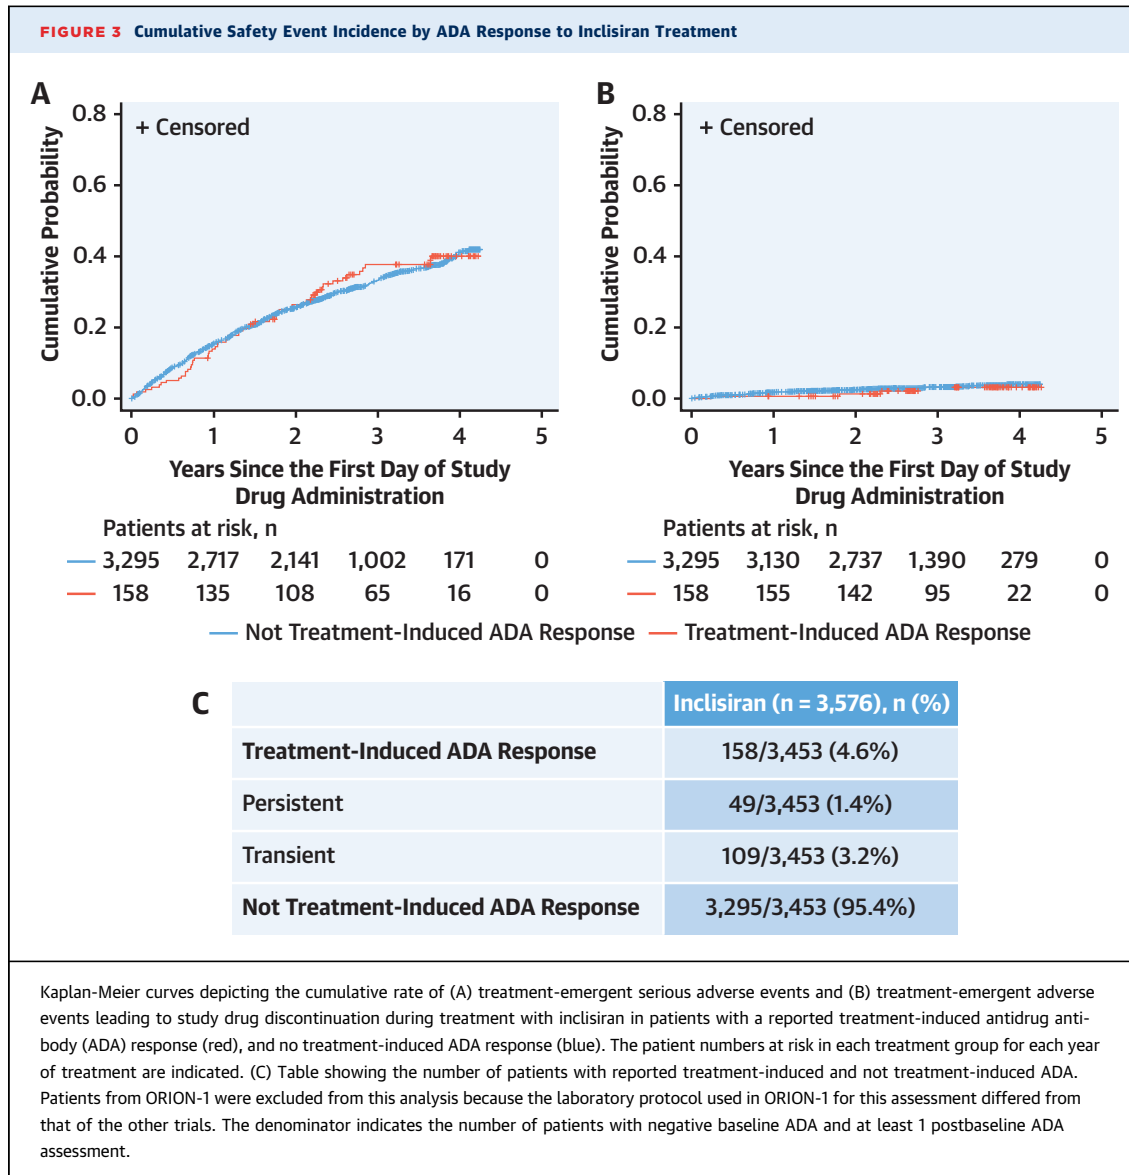 FIGURE 3 Cumulative Safety Event Incidence by ADA Response to Inclisiran Treatment
A
Cumulative Probability
0.8
0.6
0.4
0.2
0.0
+ Censored
0 1 2 3 4 5
Years Since the First Day of Study
Drug Administration
Patients at risk, n
3,295 2,717 2,141 1,002 171 0
158 135 108 65 16 0
B
Cumulative Probability
0.8
0.6
0.4
0.2
0.0
+ Censored
0 1 2 3 4 5
Years Since the First Day of Study
Drug Administration
Patients at risk, n
3,295 3,130 2,737 1,390 279 0
158 155 142 95 22 0
Not Treatment-Induced ADA Response Treatment-Induced ADA Response
C
Inclisiran (n = 3,576), n (%)
Treatment-Induced ADA Response 158/3,453 (4.6%)
Persistent 49/3,453 (1.4%)
Transient 109/3,453 (3.2%)
Not Treatment-Induced ADA Response 3,295/3,453 (95.4%)
Kaplan-Meier curves depicting the cumulative rate of (A) treatment-emergent serious adverse events and (B) treatment-emergent adverse
events leading to study drug discontinuation during treatment with inclisiran in patients with a reported treatment-induced antidrug anti-
body (ADA) response (red), and no treatment-induced ADA response (blue). The patient numbers at risk in each treatment group for each year
of treatment are indicated. (C) Table showing the number of patients with reported treatment-induced and not treatment-induced ADA.
Patients from ORION-1 were excluded from this analysis because the laboratory protocol used in ORION-1 for this assessment differed from
that of the other trials. The denominator indicates the number of patients with negative baseline ADA and at least 1 postbaseline ADA
assessment.